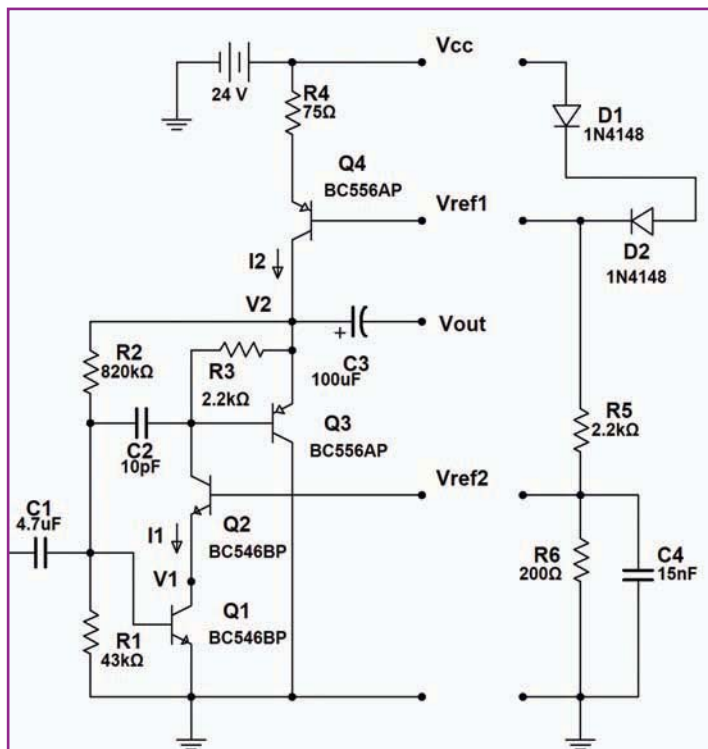 Vcc
24 V
R4
75Ω
D1
1N4148
Q4
BC556AP
Vref1
D2
1N4148
I2
V2
Vout
R2
820kΩ
R3
2.2kΩ
+
C3
100uF
R5
2.2kΩ
Q3
BC556AP
C2
10pF
Vref2
C1
4.7uF
I1
Q2
BC546BP
R6
200Ω
C4
15nF
V1
Q1
BC546BP
R1
43kΩ